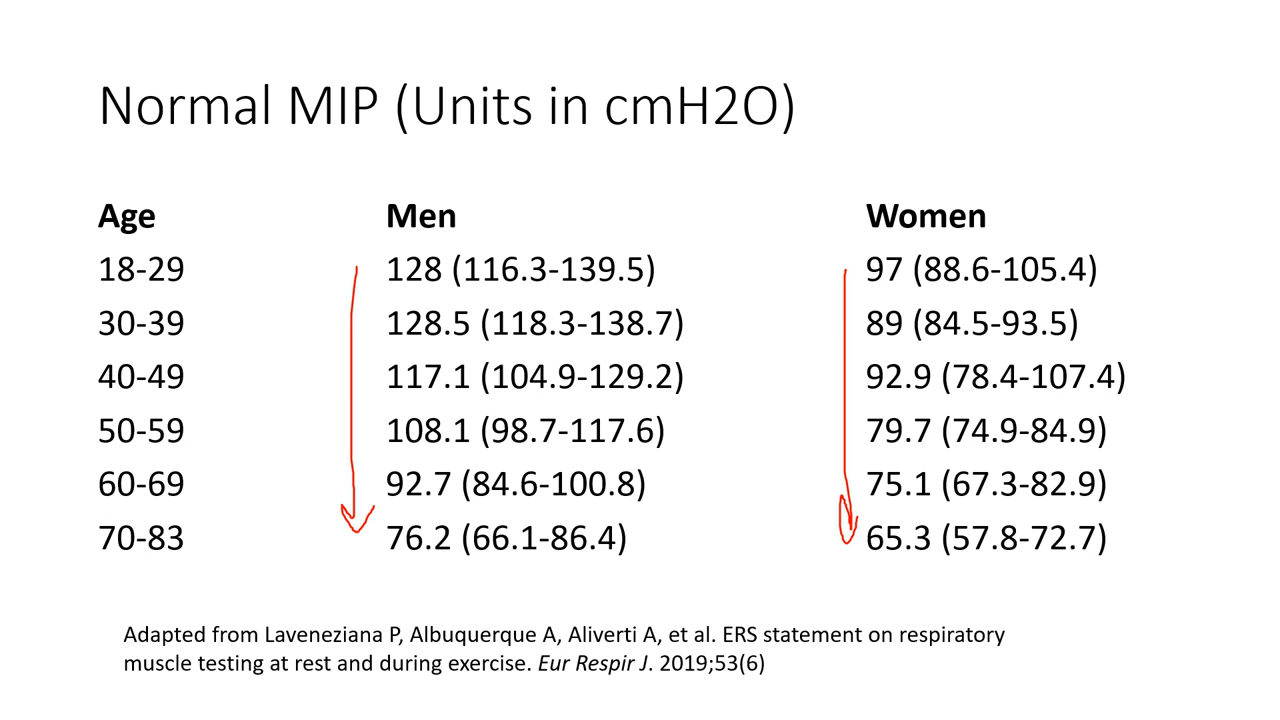 Normal MIP (Units in cmH2O)
Age Men Women
18-29 128 (116.3-139.5) 97 (88.6-105.4)
30-39 128.5 (118.3-138.7) 89 (84.5-93.5)
40-49 117.1 (104.9-129.2) 92.9 (78.4-107.4)
50-59 108.1 (98.7-117.6) 79.7 (74.9-84.9)
60-69 92.7 (84.6-100.8) 75.1 (67.3-82.9)
70-83 76.2 (66.1-86.4) 65.3 (57.8-72.7)
Adapted from Laveneziana P, Albuquerque A, Aliverti A, et al. ERS statement on respiratory
muscle testing at rest and during exercise. Eur Respir J. 2019;53(6)